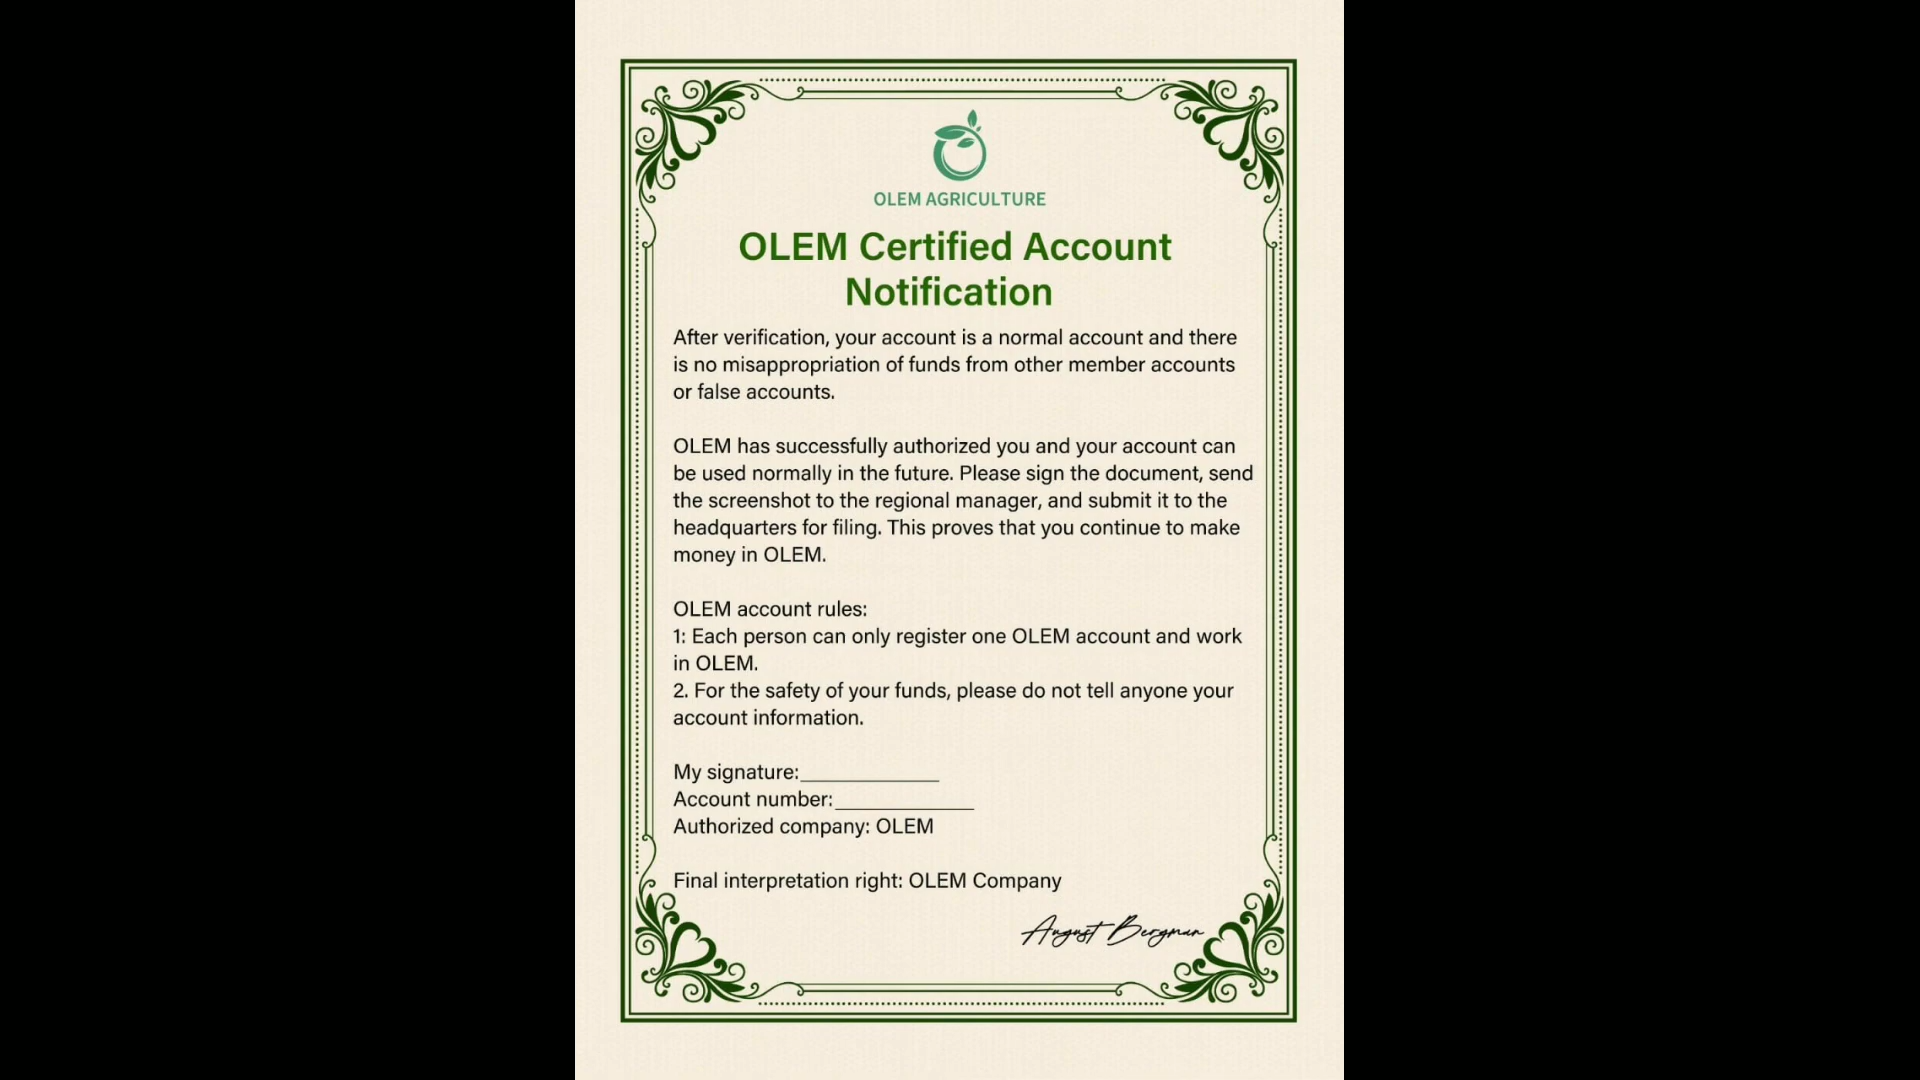 OLEM AGRICULTURE
OLEM Certified Account
Notification
After verification, your account is a normal account and there
is no misappropriation of funds from other member accounts
or false accounts.
OLEM has successfully authorized you and your account can
be used normally in the future. Please sign the document, send
the screenshot to the regional manager, and submit it to the
headquarters for filing. This proves that you continue to make
money in OLEM.
OLEM account rules:
1: Each person can only register one OLEM account and work
in OLEM.
2. For the safety of your funds, please do not tell anyone your
account information.
My signature:_____________
Account number:_____________
Authorized company: OLEM
Final interpretation right: OLEM Company
August Bergman